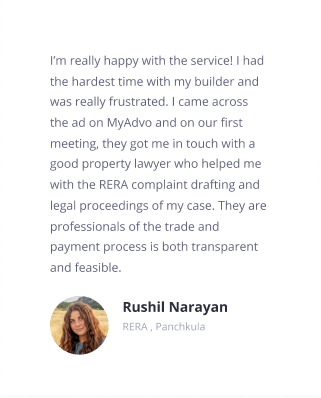 I'm really happy with the service! I had
the hardest time with my builder and
was really frustrated. I came across
the ad on MyAdvo and on our first
meeting, they got me in touch with a
good property lawyer who helped me
with the RERA complaint drafting and
legal proceedings of my case. They are
professionals of the trade and
payment process is both transparent
and feasible.
Rushil Narayan
RERA , Panchkula